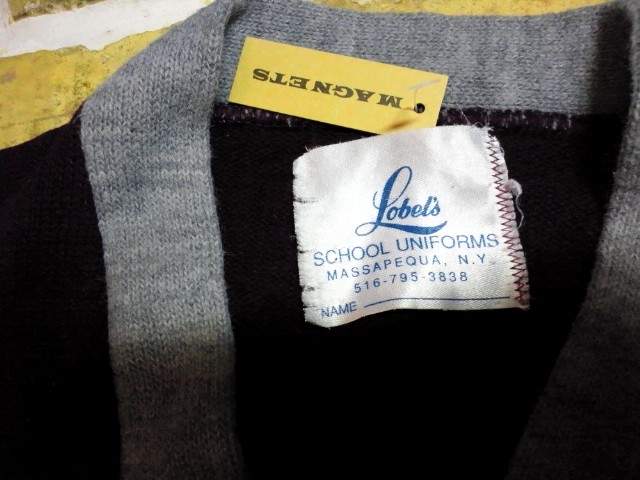 MAGNETS
Lobel's
SCHOOL UNIFORMS
MASSAPEQUA, N.Y.
516-795-3838
NAME